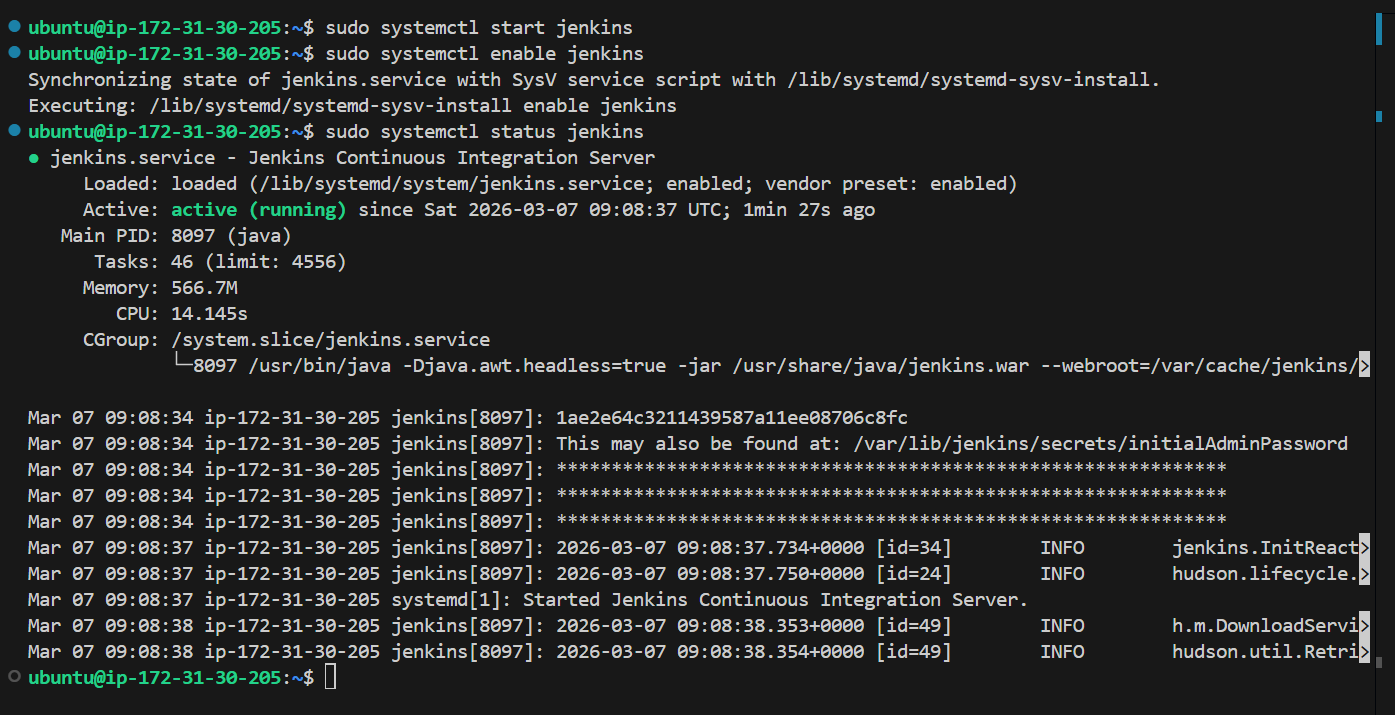 ubuntu@ip-172-31-30-205:~$ sudo systemctl start jenkins
ubuntu@ip-172-31-30-205:~$ sudo systemctl enable jenkins
Synchronizing state of jenkins.service with SysV service script with /lib/systemd/systemd-sysv-install.
Executing: /lib/systemd/systemd-sysv-install enable jenkins
ubuntu@ip-172-31-30-205:~$ sudo systemctl status jenkins
● jenkins.service - Jenkins Continuous Integration Server
     Loaded: loaded (/lib/systemd/system/jenkins.service; enabled; vendor preset: enabled)
     Active: active (running) since Sat 2026-03-07 09:08:37 UTC; 1min 27s ago
   Main PID: 8097 (java)
      Tasks: 46 (limit: 4556)
     Memory: 566.7M
        CPU: 14.145s
     CGroup: /system.slice/jenkins.service
             └─8097 /usr/bin/java -Djava.awt.headless=true -jar /usr/share/java/jenkins.war --webroot=/var/cache/jenkins/>
Mar 07 09:08:34 ip-172-31-30-205 jenkins[8097]: 1ae2e64c3211439587a11ee08706c8fc
Mar 07 09:08:34 ip-172-31-30-205 jenkins[8097]: This may also be found at: /var/lib/jenkins/secrets/initialAdminPassword
Mar 07 09:08:34 ip-172-31-30-205 jenkins[8097]: *************************************************************
Mar 07 09:08:34 ip-172-31-30-205 jenkins[8097]: *************************************************************
Mar 07 09:08:34 ip-172-31-30-205 jenkins[8097]: *************************************************************
Mar 07 09:08:37 ip-172-31-30-205 jenkins[8097]: 2026-03-07 09:08:37.734+0000 [id=34]        INFO        jenkins.InitReact>
Mar 07 09:08:37 ip-172-31-30-205 jenkins[8097]: 2026-03-07 09:08:37.750+0000 [id=24]        INFO        hudson.lifecycle.>
Mar 07 09:08:37 ip-172-31-30-205 systemd[1]: Started Jenkins Continuous Integration Server.
Mar 07 09:08:38 ip-172-31-30-205 jenkins[8097]: 2026-03-07 09:08:38.353+0000 [id=49]        INFO        h.m.DownloadServi>
Mar 07 09:08:38 ip-172-31-30-205 jenkins[8097]: 2026-03-07 09:08:38.354+0000 [id=49]        INFO        hudson.util.Retri>
ubuntu@ip-172-31-30-205:~$